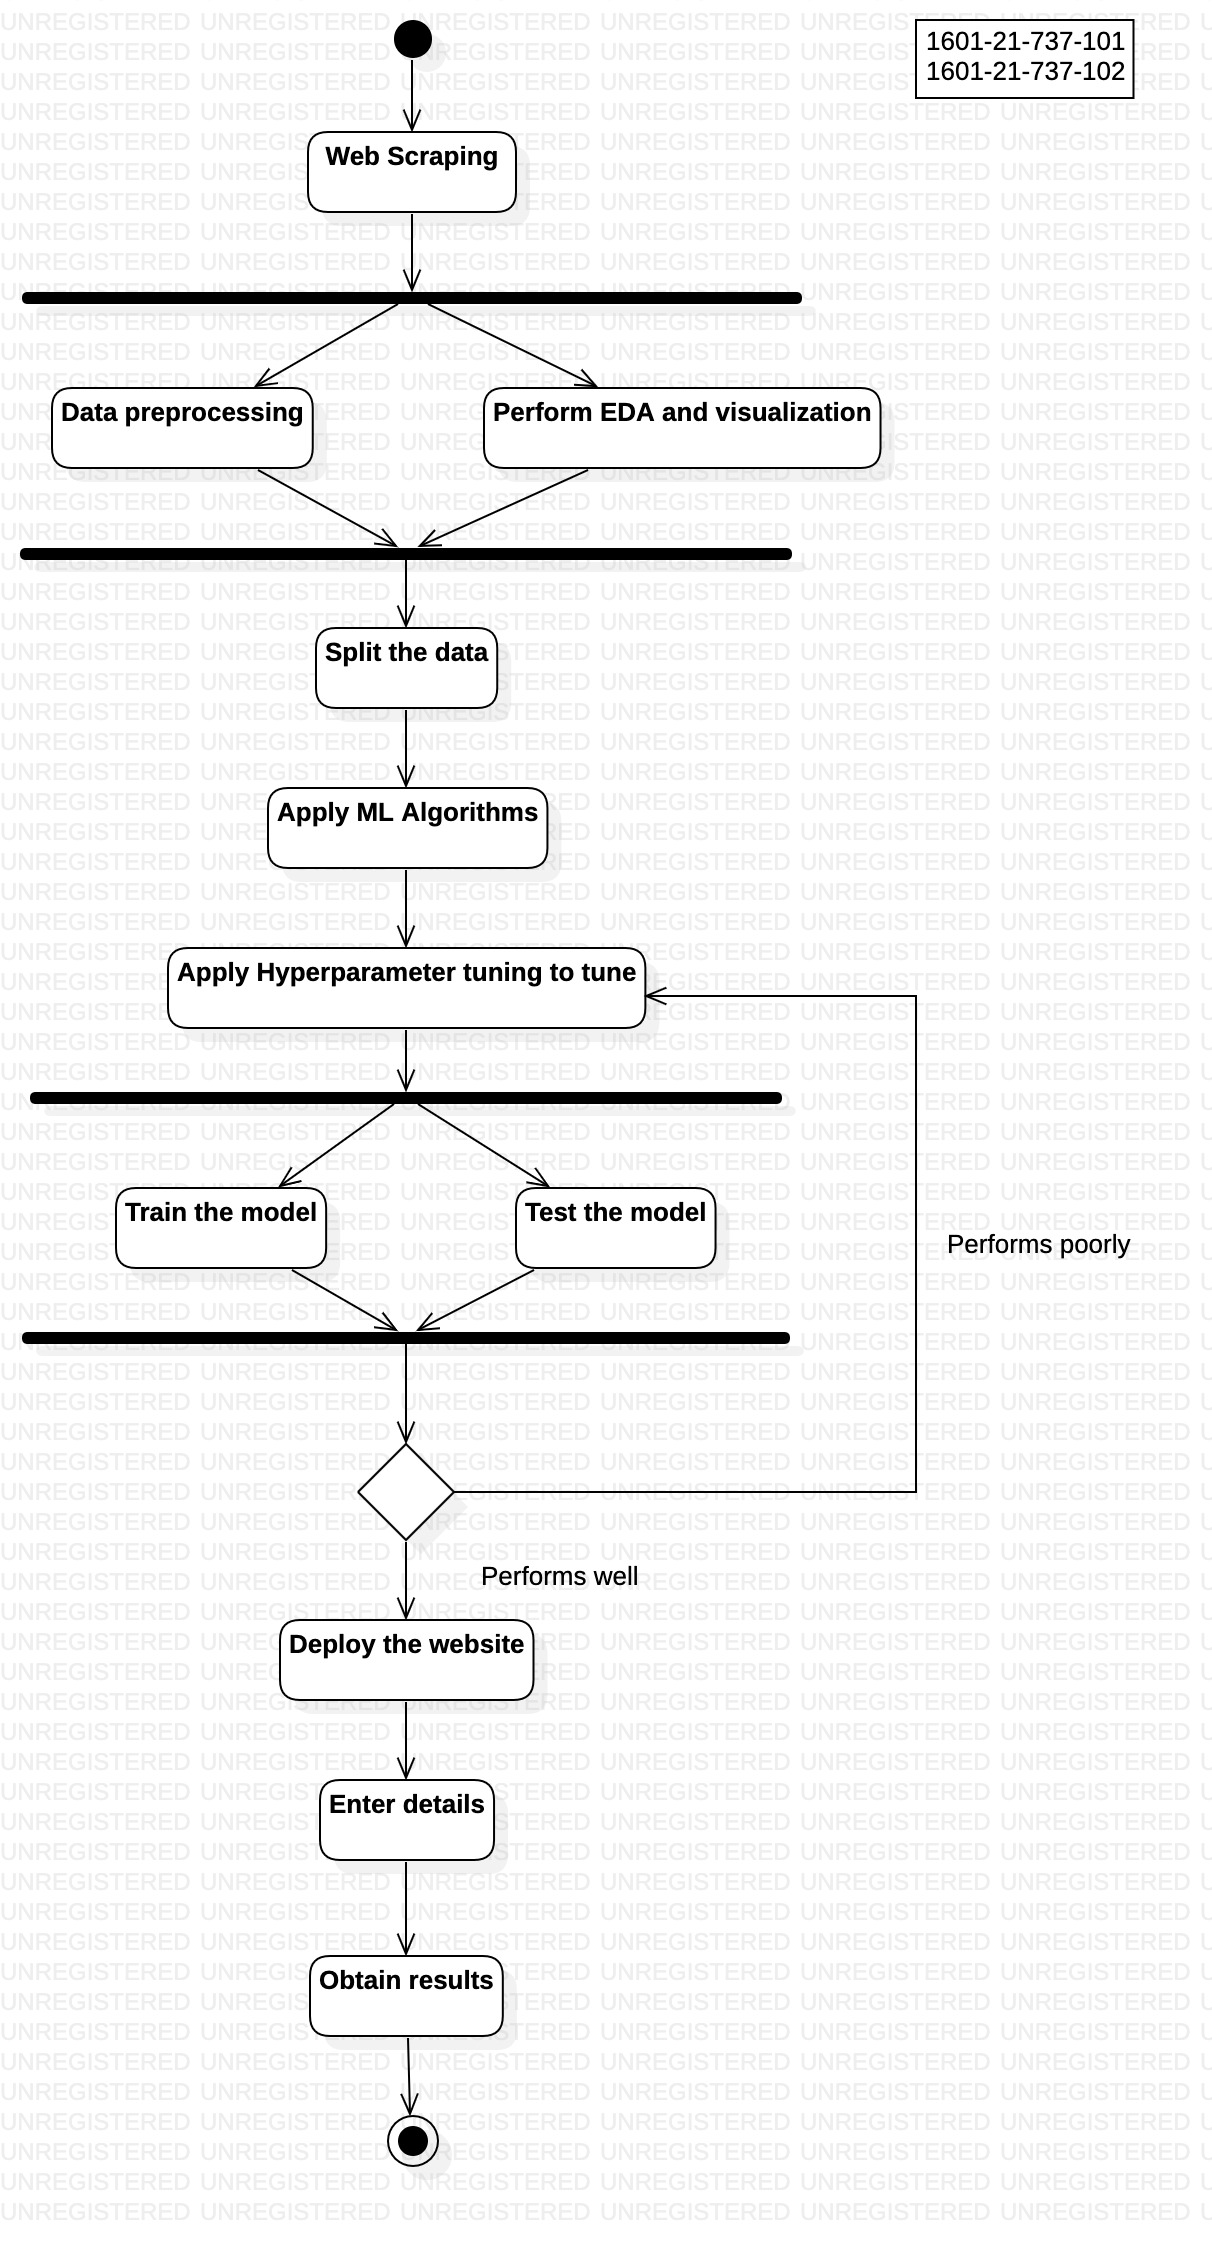 1601-21-737-101
1601-21-737-102
Web Scraping
Data preprocessing
Perform EDA and visualization
Split the data
Apply ML Algorithms
Apply Hyperparameter tuning to tune
Train the model
Test the model
Performs poorly
Performs well
Deploy the website
Enter details
Obtain results
UNREGISTERED